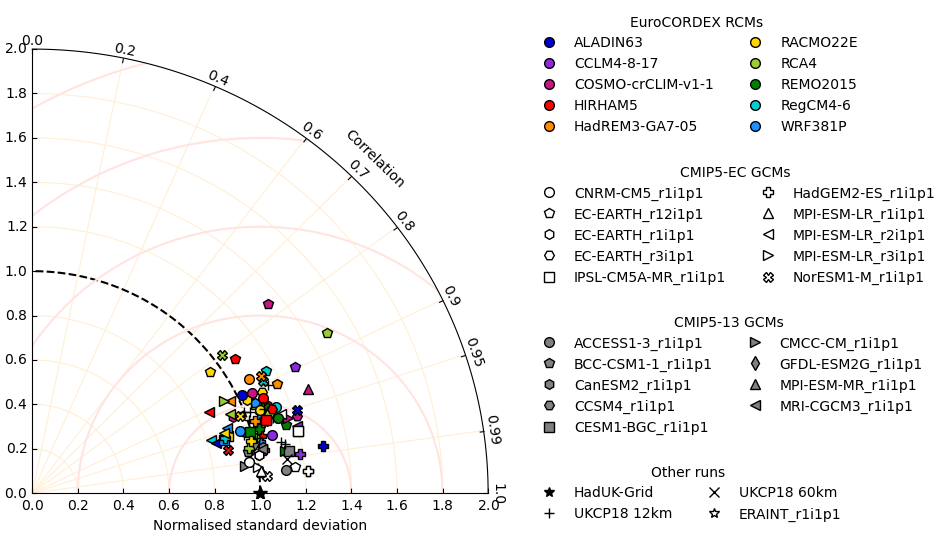 EuroCORDEX RCMs
ALADIN63
RACMO22E
CCLM4-8-17
RCA4
COSMO-crCLIM-v1-1
REMO2015
HIRHAM5
RegCM4-6
HadREM3-GA7-05
WRF381P
CMIP5-EC GCMs
CNRM-CM5_r1i1p1
HadGEM2-ES_r1i1p1
EC-EARTH_r12i1p1
MPI-ESM-LR_r1i1p1
EC-EARTH_r1i1p1
MPI-ESM-LR_r2i1p1
EC-EARTH_r3i1p1
MPI-ESM-LR_r3i1p1
IPSL-CM5A-MR_r1i1p1
NorESM1-M_r1i1p1
CMIP5-13 GCMs
ACCESS1-3_r1i1p1
CMCC-CM_r1i1p1
BCC-CSM1-1_r1i1p1
GFDL-ESM2G_r1i1p1
CanESM2_r1i1p1
MPI-ESM-MR_r1i1p1
CCSM4_r1i1p1
MRI-CGCM3_r1i1p1
CESM1-BGC_r1i1p1
Other runs
HadUK-Grid
UKCP18 60km
UKCP18 12km
ERAINT_r1i1p1
Correlation
0.0
0.2
0.4
0.6
0.7
0.8
0.9
0.95
0.99
1.0
2.0
1.8
1.6
1.4
1.2
1.0
0.8
0.6
0.4
0.2
0.0
0.0 0.2 0.4 0.6 0.8 1.0 1.2 1.4 1.6 1.8 2.0
Normalised standard deviation